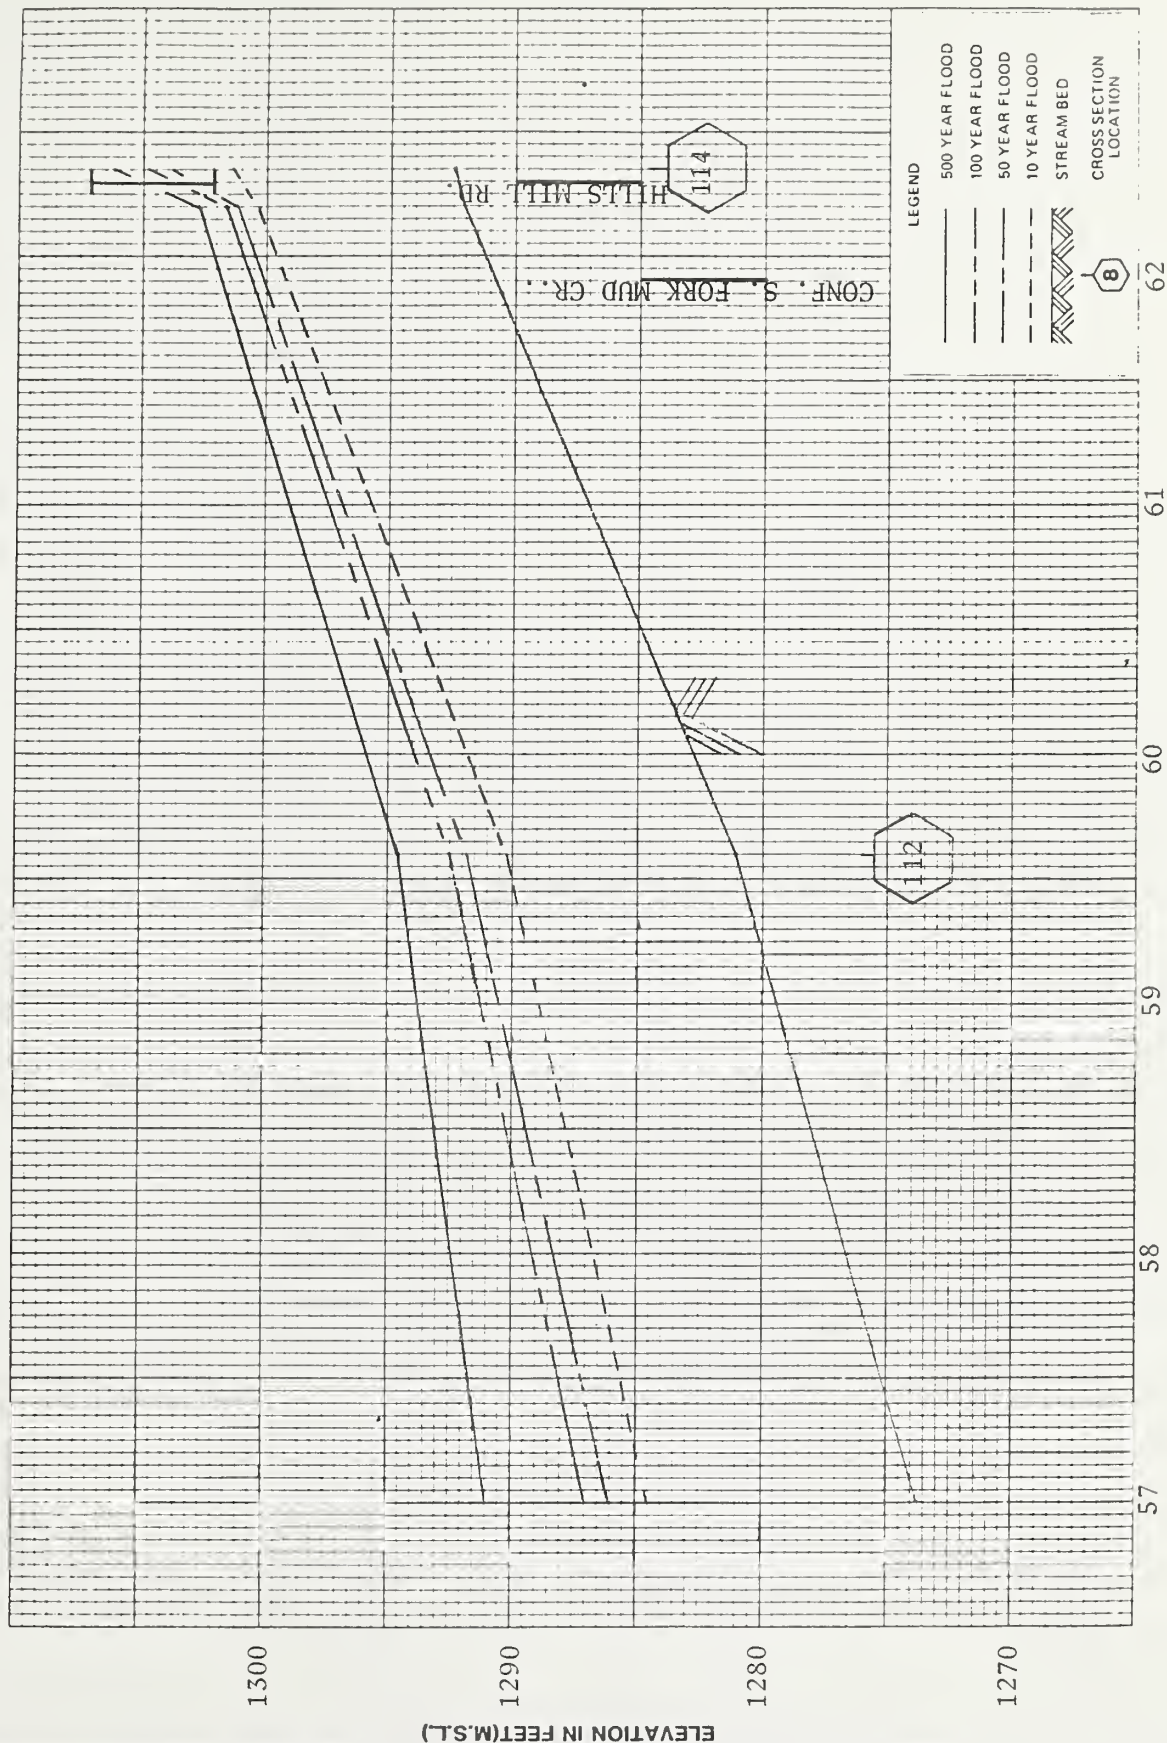 ELEVATION IN FEET(M.S.L.)
1300
1290
1280
1270
57
58
59
60
61
62
HILLS MILL RD.
114
CONF. S. FORK MUD CR.
112
LEGEND
500 YEAR FLOOD
100 YEAR FLOOD
50 YEAR FLOOD
10 YEAR FLOOD
STREAM BED
CROSS SECTION
LOCATION
8